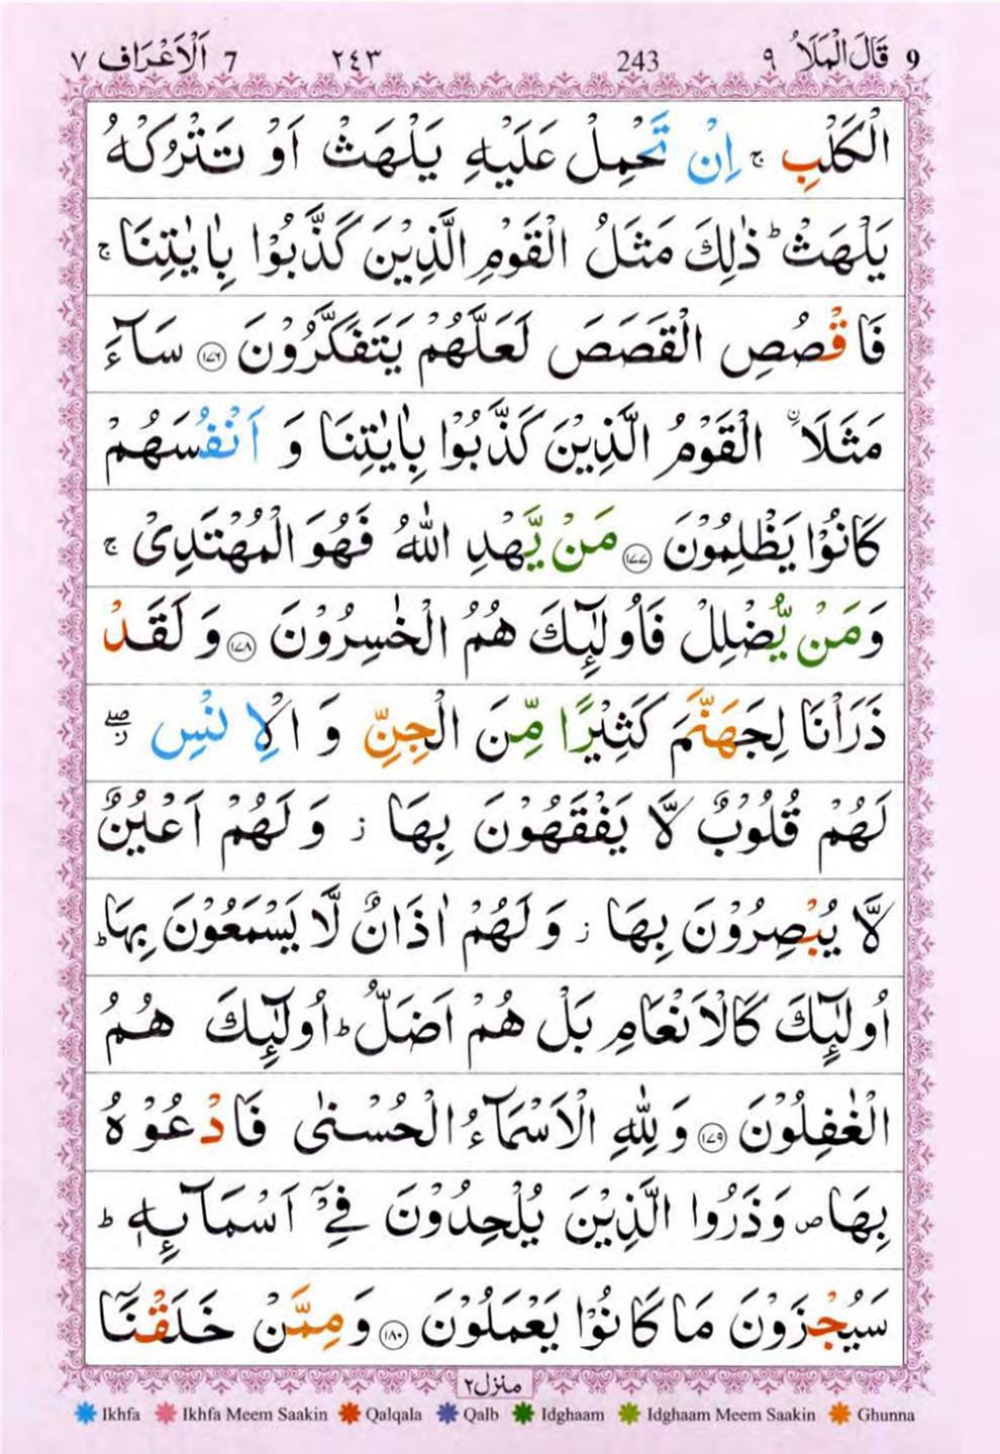 9 قَالَ الْمَلَاُ ٩ 243 ٢٤٣ 7 اَلْاَعْرَاف ٧
الْكَلْبِ ۚ اِنْ تَحْمِلْ عَلَيْهِ يَلْهَثْ اَوْ تَتْرُكْهُ
يَلْهَثْ ؕ ذٰلِكَ مَثَلُ الْقَوْمِ الَّذِيْنَ كَذَّبُوْا بِاٰيٰتِنَا ۚ
فَاقْصُصِ الْقَصَصَ لَعَلَّهُمْ يَتَفَكَّرُوْنَ ۝١٧٦ سَآءَ
مَثَلَا ۨ الْقَوْمُ الَّذِيْنَ كَذَّبُوْا بِاٰيٰتِنَا وَ اَنْفُسَهُمْ
كَانُوْا يَظْلِمُوْنَ ۝١٧٧ مَنْ يَّهْدِ اللّٰهُ فَهُوَ الْمُهْتَدِىْ ۚ
وَمَنْ يُّضْلِلْ فَاُولٰٓئِكَ هُمُ الْخٰسِرُوْنَ ۝١٧٨ وَ لَقَدْ
ذَرَاْنَا لِجَهَنَّمَ كَثِيْرًا مِّنَ الْجِنِّ وَ الْاِنْسِ ۖز
لَهُمْ قُلُوْبٌ لَّا يَفْقَهُوْنَ بِهَا ز وَ لَهُمْ اَعْيُنٌ
لَّا يُبْصِرُوْنَ بِهَا ز وَ لَهُمْ اٰذَانٌ لَّا يَسْمَعُوْنَ بِهَا ؕ
اُولٰٓئِكَ كَالْاَنْعَامِ بَلْ هُمْ اَضَلُّ ؕ اُولٰٓئِكَ هُمُ
الْغٰفِلُوْنَ ۝١٧٩ وَ لِلّٰهِ الْاَسْمَآءُ الْحُسْنٰى فَادْعُوْهُ
بِهَا ص وَذَرُوا الَّذِيْنَ يُلْحِدُوْنَ فِىْٓ اَسْمَآئِهٖ ؕ
سَيُجْزَوْنَ مَا كَانُوْا يَعْمَلُوْنَ ۝١٨٠ وَ مِمَّنْ خَلَقْنَآ
منزل٢
Ikhfa Ikhfa Meem Saakin Qalqala Qalb Idghaam Idghaam Meem Saakin Ghunna